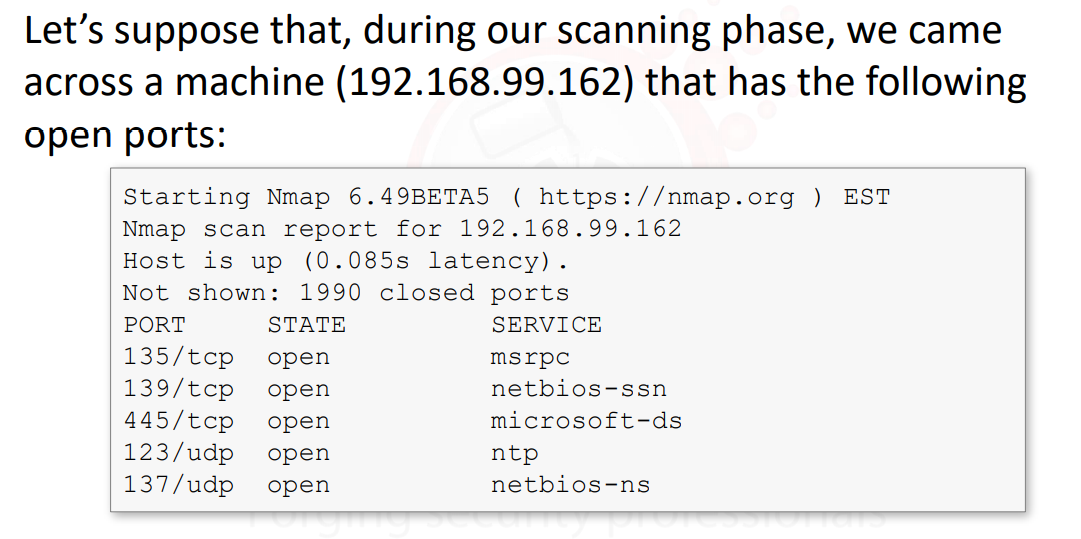 Let’s suppose that, during our scanning phase, we came
across a machine (192.168.99.162) that has the following
open ports:
Starting Nmap 6.49BETA5 ( https://nmap.org ) EST
Nmap scan report for 192.168.99.162
Host is up (0.085s latency).
Not shown: 1990 closed ports
PORT STATE SERVICE
135/tcp open msrpc
139/tcp open netbios-ssn
445/tcp open microsoft-ds
123/udp open ntp
137/udp open netbios-ns
Forging security professionals